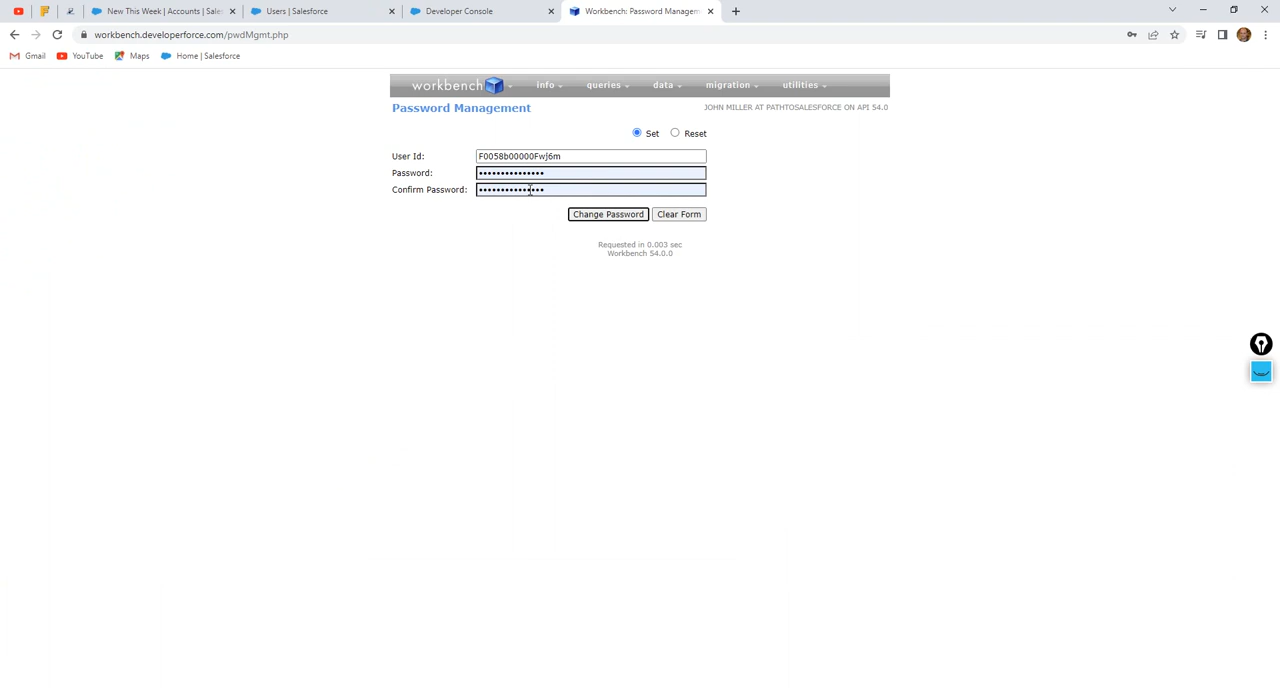 New This Week | Accounts | Sales
Users | Salesforce
Developer Console
Workbench: Password Managem
workbench.developerforce.com/pwdMgmt.php
Gmail
YouTube
Maps
Home | Salesforce
workbench
info
queries
data
migration
utilities
Password Management
JOHN MILLER AT PATHTOSALESFORCE ON API 54.0
Set
Reset
User Id:
F0058b00000Fwj6m
Password:
•••••••••••••••
Confirm Password:
•••••••••••••••
Change Password
Clear Form
Requested in 0.003 sec
Workbench 54.0.0